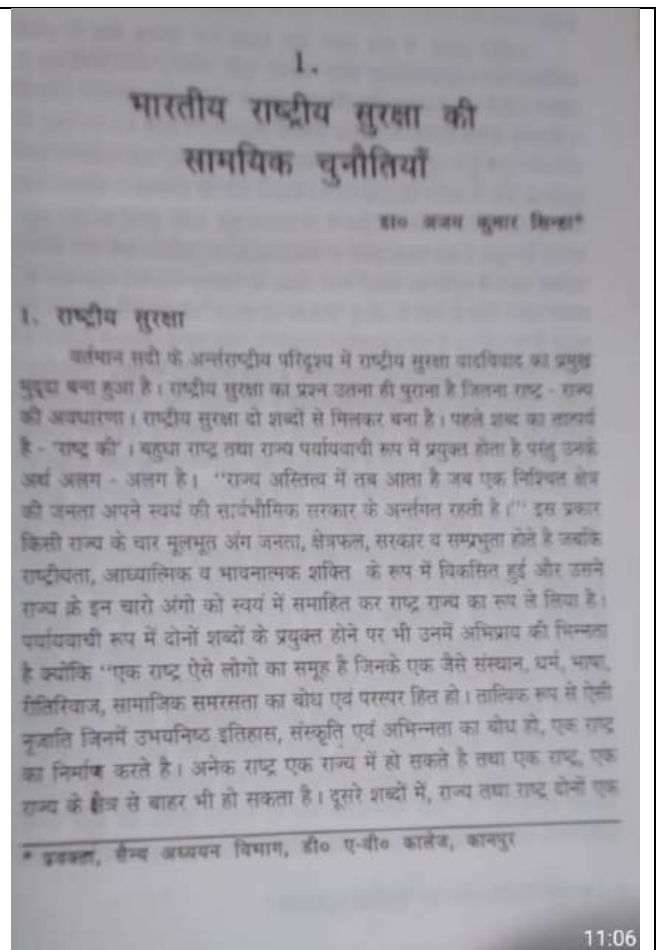 1.
भारतीय राष्ट्रीय सुरक्षा की
सामयिक चुनौतियाँ
डा० अजय कुमार सिन्हा*
1. राष्ट्रीय सुरक्षा
वर्तमान सदी के अर्न्तराष्ट्रीय परिदृश्य में राष्ट्रीय सुरक्षा वादविवाद का प्रमुख
मुद्दा बना हुआ है। राष्ट्रीय सुरक्षा का प्रश्न उतना ही पुराना है जितना राष्ट्र - राज्य
की अवधारणा। राष्ट्रीय सुरक्षा दो शब्दों से मिलकर बना है। पहले शब्द का तात्पर्य
है - 'राष्ट्र की'। बहुधा राष्ट्र तथा राज्य पर्यायवाची रूप में प्रयुक्त होता है परंतु उनके
अर्थ अलग - अलग है। ''राज्य अस्तित्व में तब आता है जब एक निश्चित क्षेत्र
की जनता अपने स्वयं की सार्वभौमिक सरकार के अर्न्तगत रहती है।'' इस प्रकार
किसी राज्य के चार मूलभूत अंग जनता, क्षेत्रफल, सरकार व सम्प्रभुता होते है जबकि
राष्ट्रीयता, आध्यात्मिक व भावनात्मक शक्ति के रूप में विकसित हुई और उसने
राज्य के इन चारो अंगो को स्वयं में समाहित कर राष्ट्र राज्य का रूप ले लिया है।
पर्यायवाची रूप में दोनों शब्दों के प्रयुक्त होने पर भी उनमें अभिप्राय की भिन्नता
है क्योंकि ''एक राष्ट्र ऐसे लोगो का समूह है जिनके एक जैसे संस्थान, धर्म, भाषा,
रीतिरिवाज, सामाजिक समरसता का बोध एवं परस्पर हित हो। तात्विक रूप से ऐसी
नृजाति जिनमें उभयनिष्ठ इतिहास, संस्कृति एवं अभिन्नता का बोध हो, एक राष्ट्र
का निर्माण करते है। अनेक राष्ट्र एक राज्य में हो सकते है तथा एक राष्ट्र, एक
राज्य के क्षेत्र से बाहर भी हो सकता है। दूसरे शब्दों में, राज्य तथा राष्ट्र दोनों एक
* प्रवक्ता, सैन्य अध्ययन विभाग, डी० ए-वी० कालेज, कानपुर
11:06